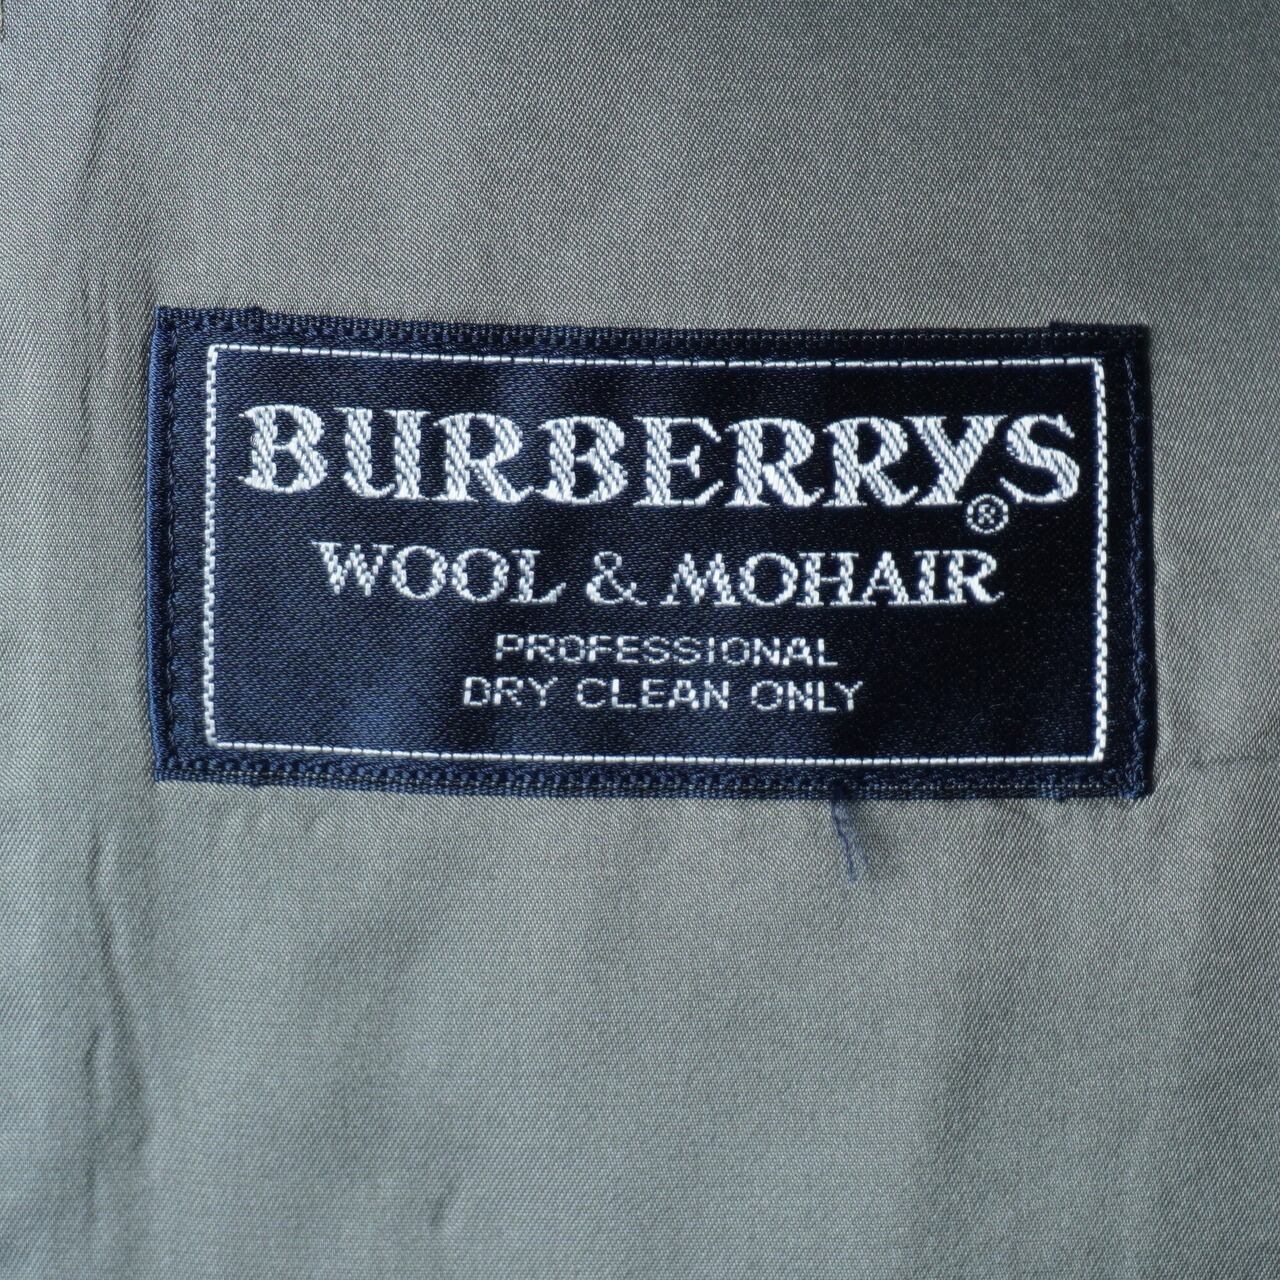 BURBERRYS®
WOOL & MOHAIR
PROFESSIONAL
DRY CLEAN ONLY